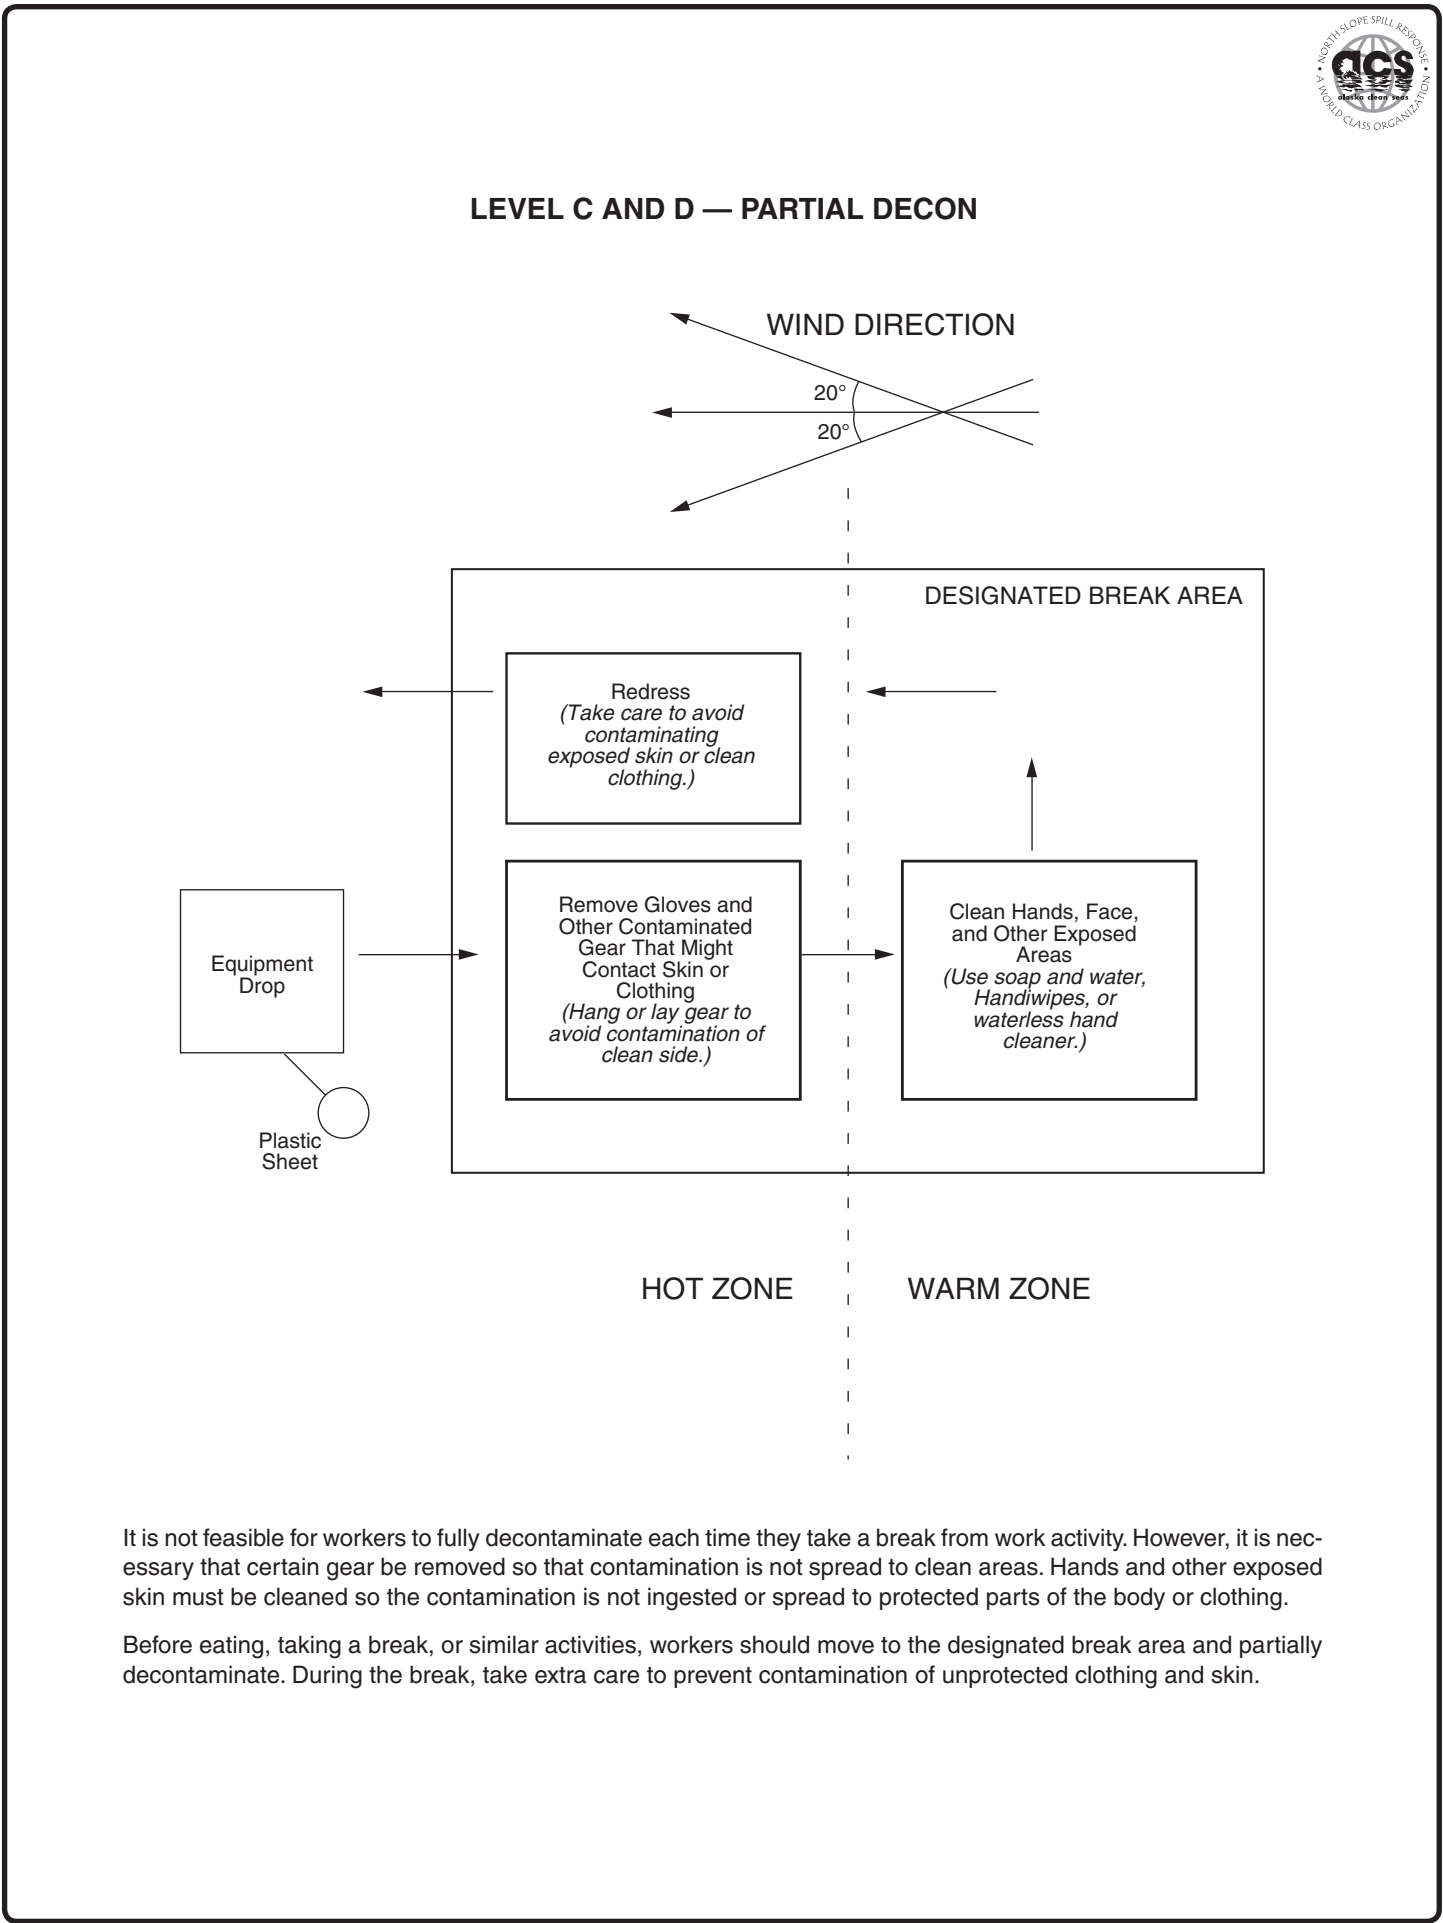 • NORTH SLOPE SPILL RESPONSE •
acs
alaska clean seas
A WORLD CLASS ORGANIZATION
LEVEL C AND D — PARTIAL DECON
WIND DIRECTION
20°
20°
DESIGNATED BREAK AREA
Redress
(Take care to avoid
contaminating
exposed skin or clean
clothing.)
Equipment
Drop
Remove Gloves and
Other Contaminated
Gear That Might
Contact Skin or
Clothing
(Hang or lay gear to
avoid contamination of
clean side.)
Clean Hands, Face,
and Other Exposed
Areas
(Use soap and water,
Handiwipes, or
waterless hand
cleaner.)
Plastic
Sheet
HOT ZONE
WARM ZONE
It is not feasible for workers to fully decontaminate each time they take a break from work activity. However, it is nec-
essary that certain gear be removed so that contamination is not spread to clean areas. Hands and other exposed
skin must be cleaned so the contamination is not ingested or spread to protected parts of the body or clothing.
Before eating, taking a break, or similar activities, workers should move to the designated break area and partially
decontaminate. During the break, take extra care to prevent contamination of unprotected clothing and skin.